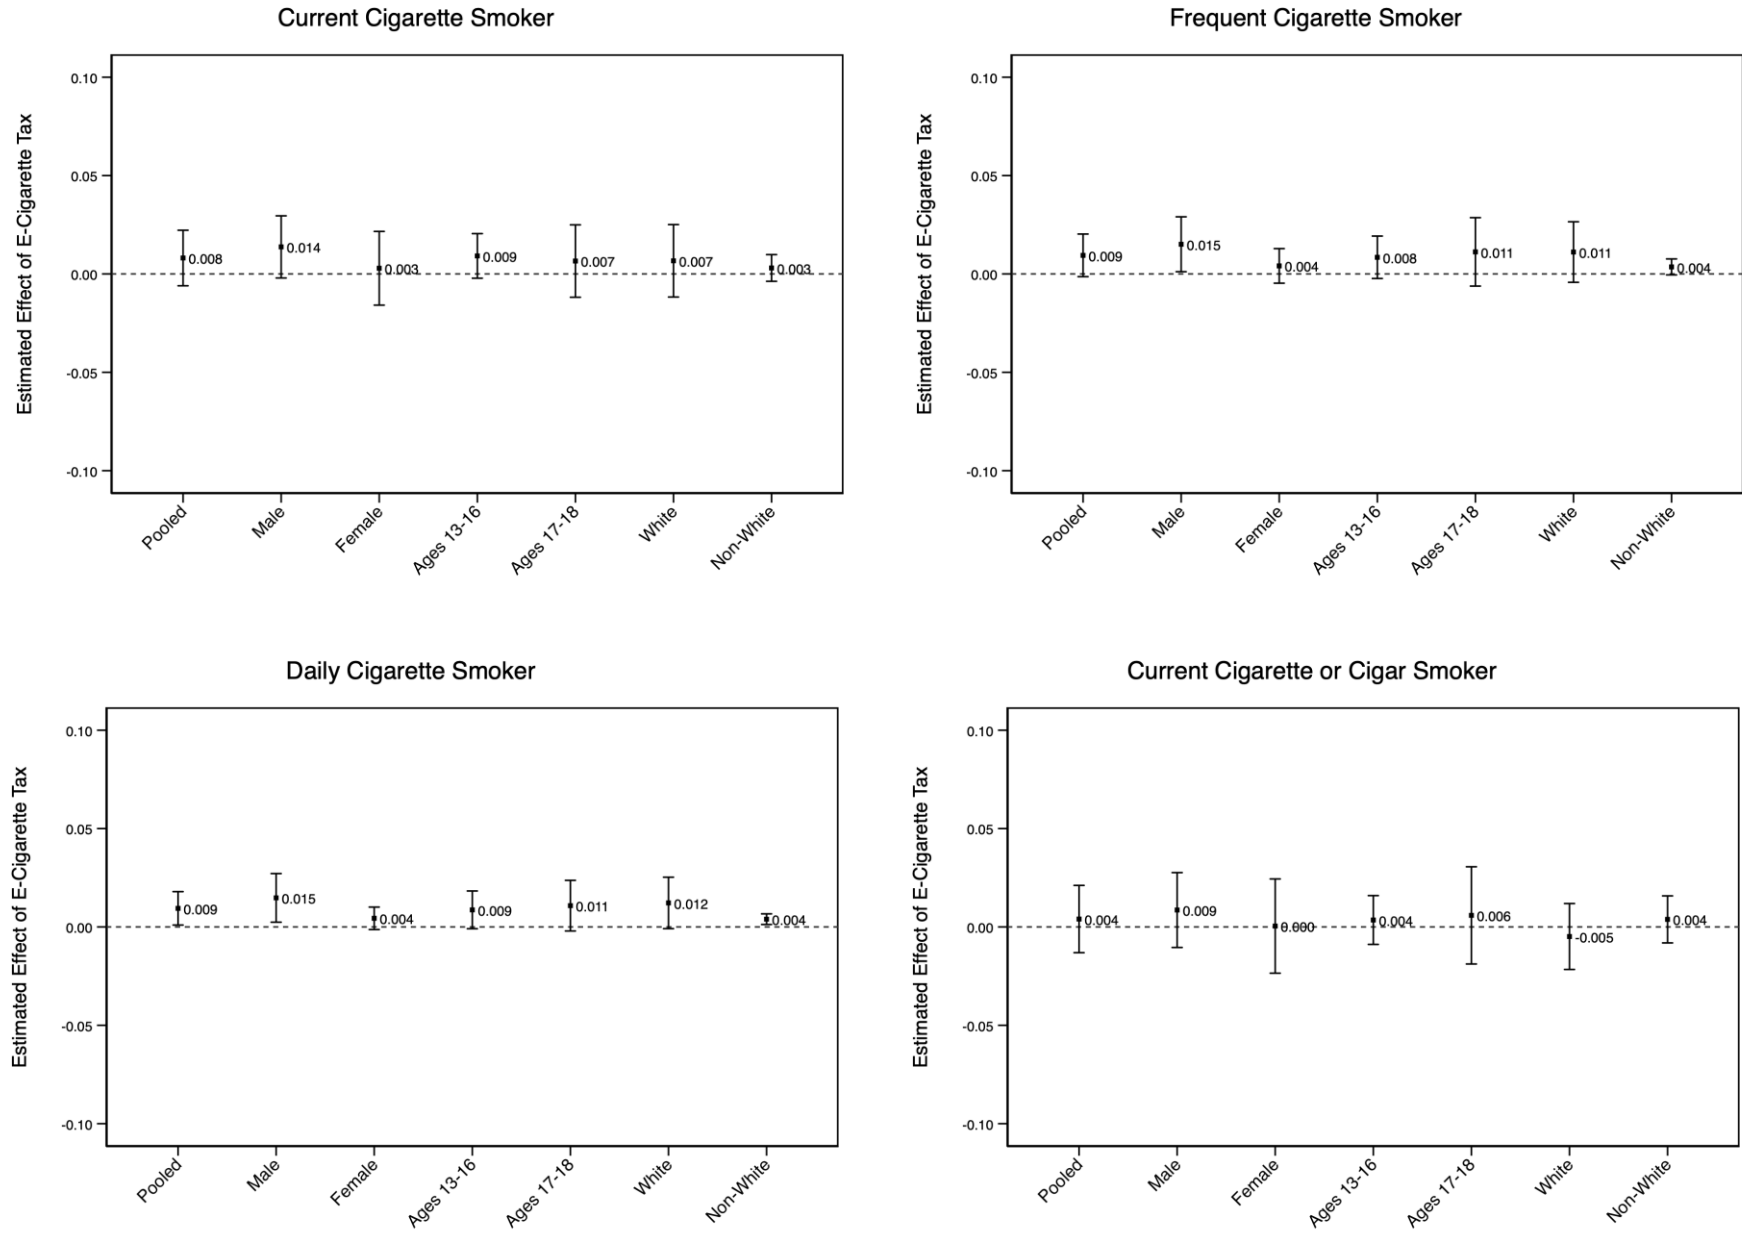 Current Cigarette Smoker
Estimated Effect of E-Cigarette Tax
0.10
0.05
0.00
-0.05
-0.10
0.008
0.014
0.003
0.009
0.007
0.007
0.003
Pooled
Male
Female
Ages 13-16
Ages 17-18
White
Non-White
Frequent Cigarette Smoker
Estimated Effect of E-Cigarette Tax
0.10
0.05
0.00
-0.05
-0.10
0.009
0.015
0.004
0.008
0.011
0.011
0.004
Pooled
Male
Female
Ages 13-16
Ages 17-18
White
Non-White
Daily Cigarette Smoker
Estimated Effect of E-Cigarette Tax
0.10
0.05
0.00
-0.05
-0.10
0.009
0.015
0.004
0.009
0.011
0.012
0.004
Pooled
Male
Female
Ages 13-16
Ages 17-18
White
Non-White
Current Cigarette or Cigar Smoker
Estimated Effect of E-Cigarette Tax
0.10
0.05
0.00
-0.05
-0.10
0.004
0.009
0.000
0.004
0.006
-0.005
0.004
Pooled
Male
Female
Ages 13-16
Ages 17-18
White
Non-White